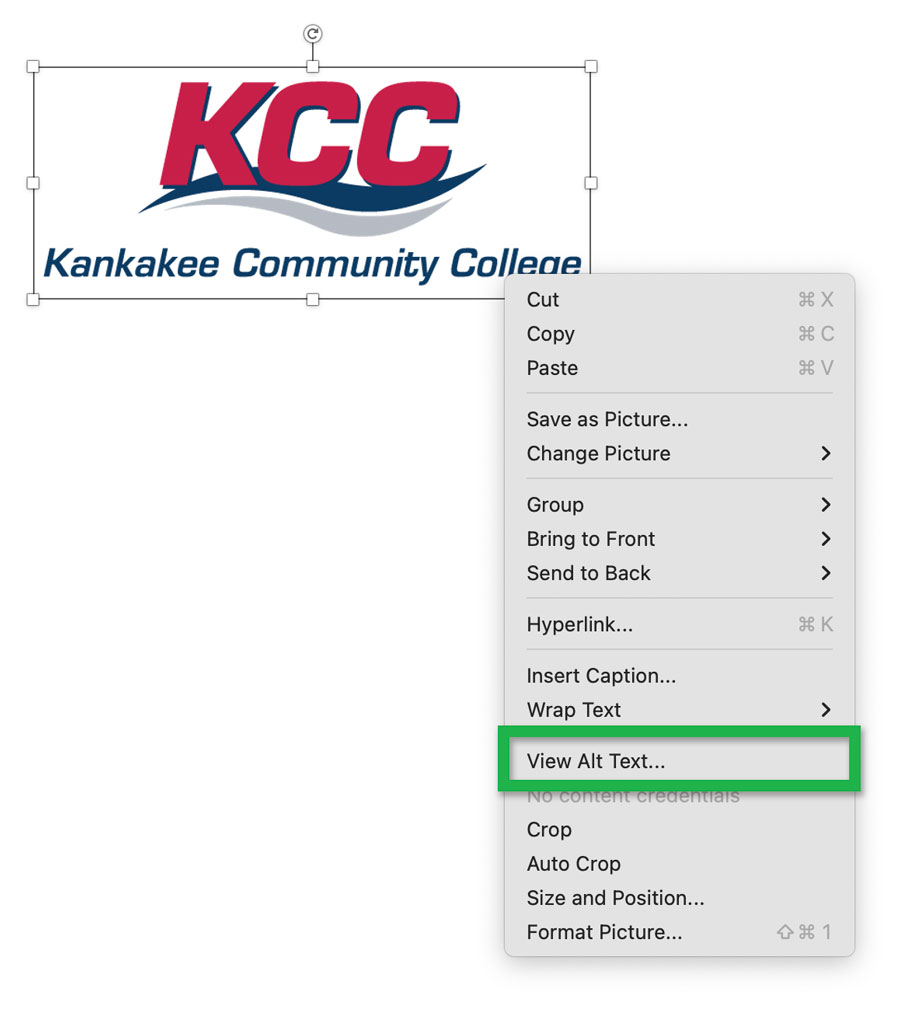 KCC
Kankakee Community College
Cut ⌘ X
Copy ⌘ C
Paste ⌘ V
Save as Picture...
Change Picture
Group
Bring to Front
Send to Back
Hyperlink... ⌘ K
Insert Caption...
Wrap Text
View Alt Text...
No content credentials
Crop
Auto Crop
Size and Position...
Format Picture... ⇧ ⌘ 1